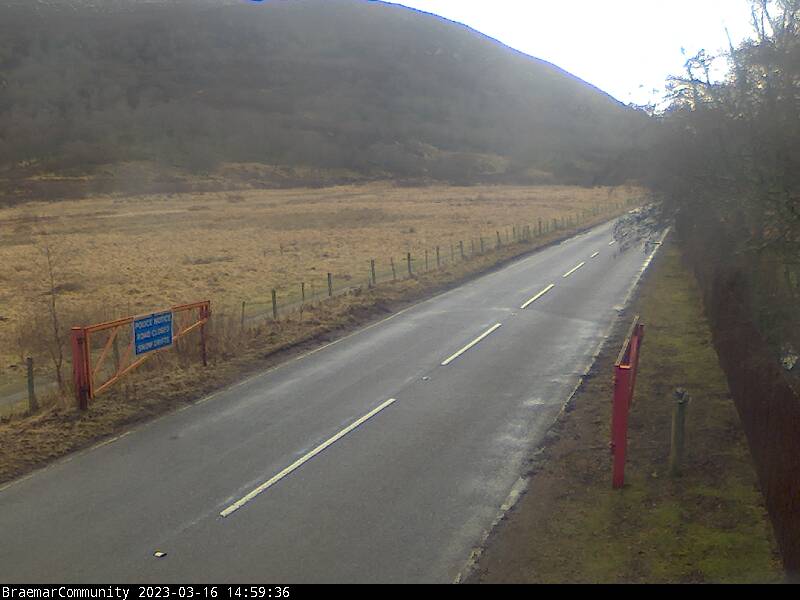 POLICE NOTICE
ROAD CLOSED
SNOW DRIFTS
BraemarCommunity 2023-03-16 14:59:36